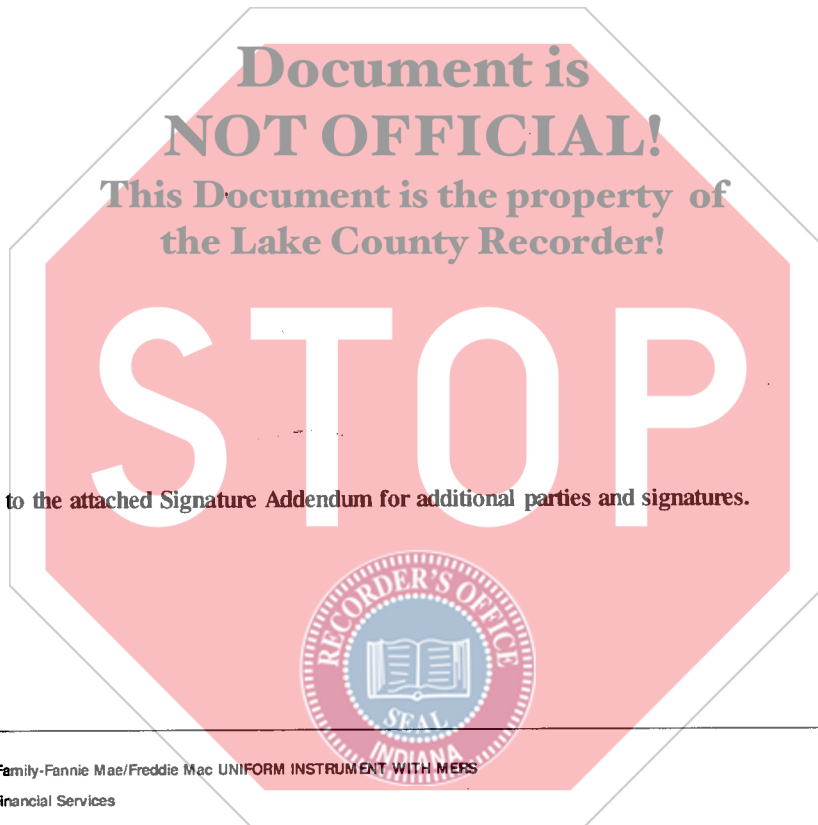 Document is
NOT OFFICIAL!
This Document is the property of
the Lake County Recorder!
STOP
to the attached Signature Addendum for additional parties and signatures.
RECORDER'S OFFICE
SEAL
INDIANA
Family-Fannie Mae/Freddie Mac UNIFORM INSTRUMENT WITH MERS
inancial Services